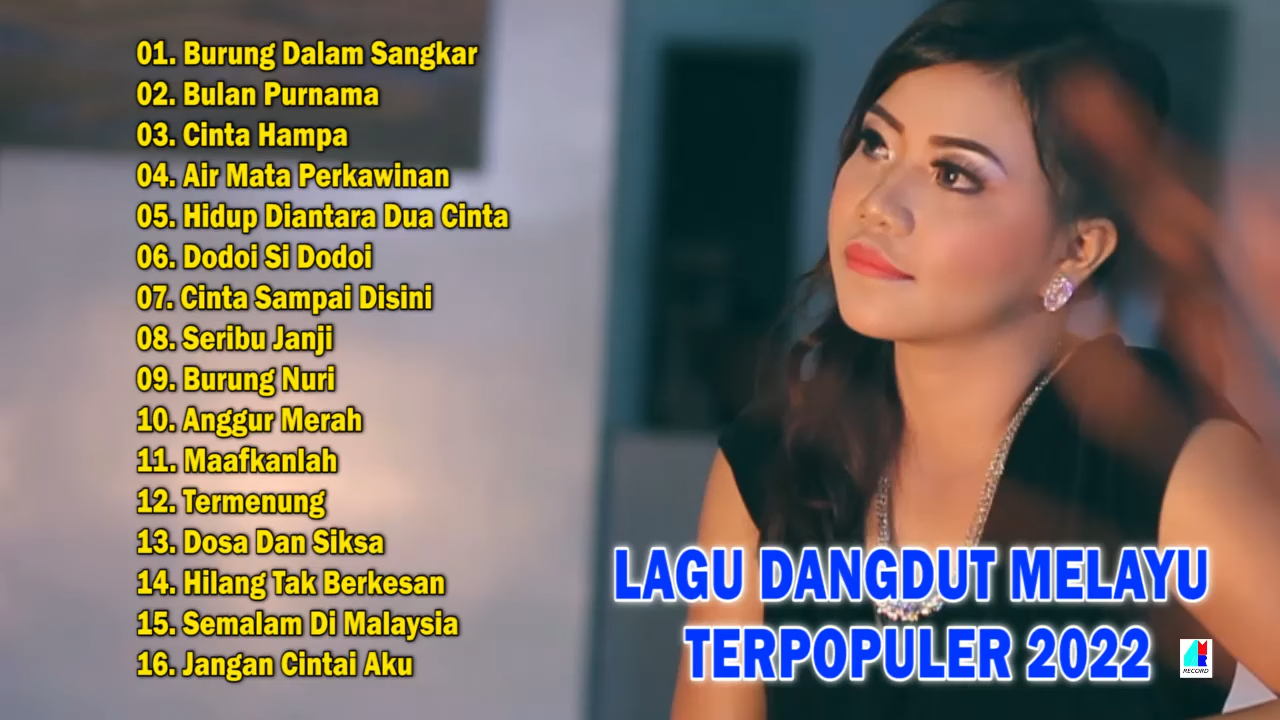 01. Burung Dalam Sangkar
02. Bulan Purnama
03. Cinta Hampa
04. Air Mata Perkawinan
05. Hidup Diantara Dua Cinta
06. Dodoi Si Dodoi
07. Cinta Sampai Disini
08. Seribu Janji
09. Burung Nuri
10. Anggur Merah
11. Maafkanlah
12. Termenung
13. Dosa Dan Siksa
14. Hilang Tak Berkesan
15. Semalam Di Malaysia
16. Jangan Cintai Aku
LAGU DANGDUT MELAYU
TERPOPULER 2022
RECORD